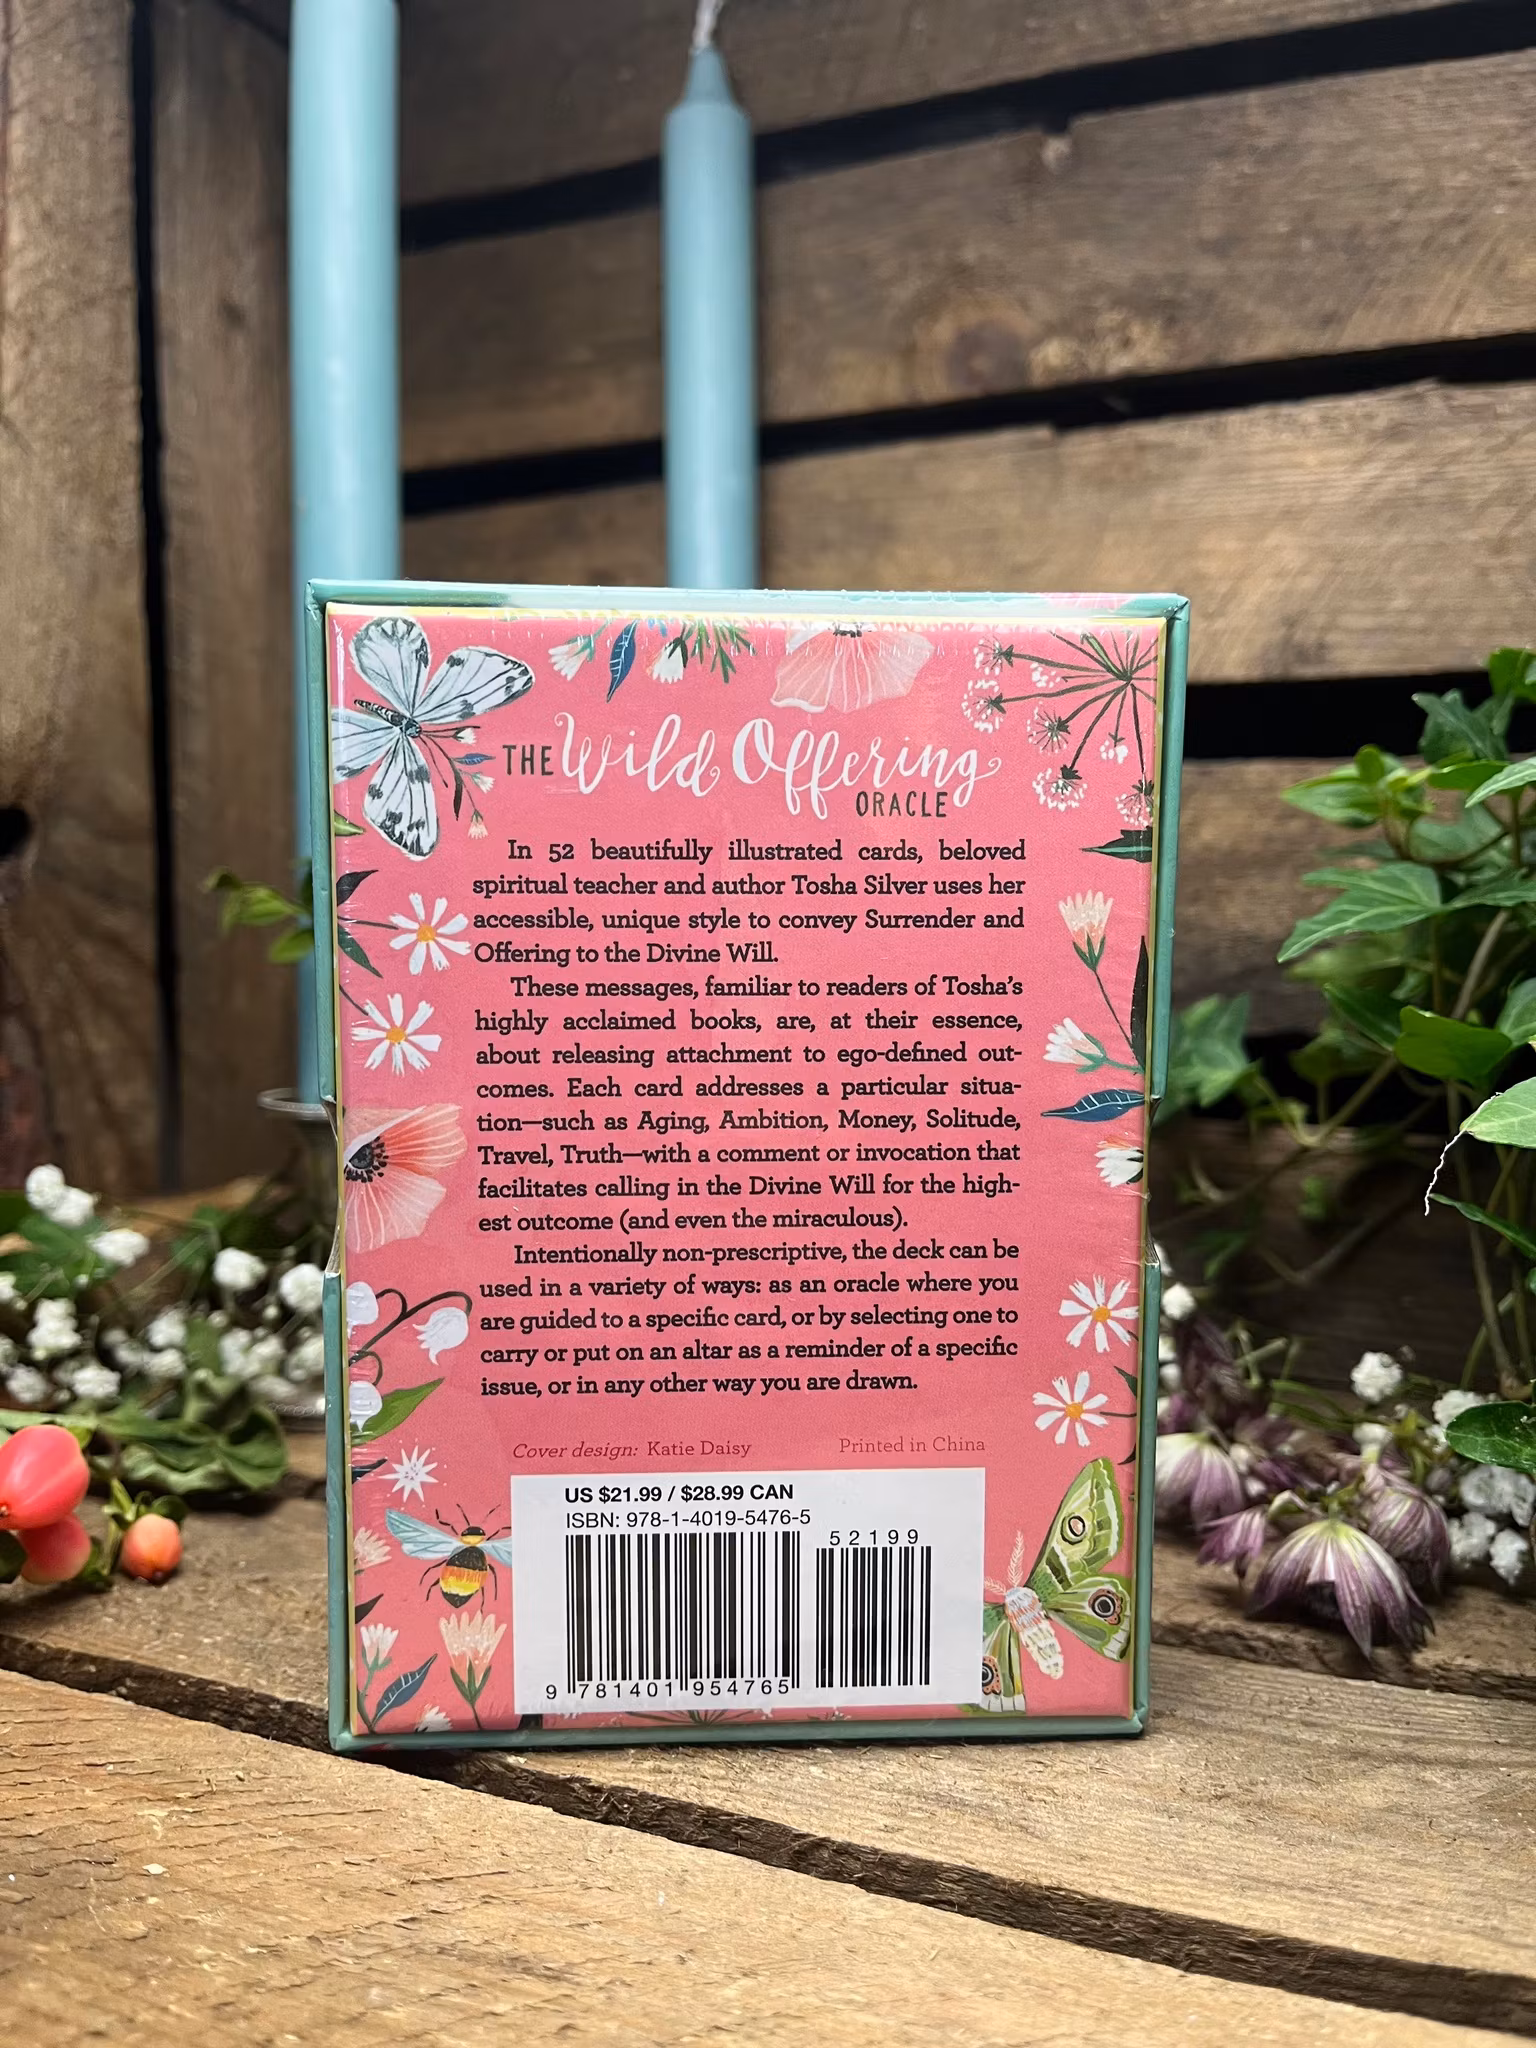 THE Wild Offering
ORACLE
In 52 beautifully illustrated cards, beloved
spiritual teacher and author Tosha Silver uses her
accessible, unique style to convey Surrender and
Offering to the Divine Will.
These messages, familiar to readers of Tosha's
highly acclaimed books, are, at their essence,
about releasing attachment to ego-defined out-
comes. Each card addresses a particular situa-
tion—such as Aging, Ambition, Money, Solitude,
Travel, Truth—with a comment or invocation that
facilitates calling in the Divine Will for the high-
est outcome (and even the miraculous).
Intentionally non-prescriptive, the deck can be
used in a variety of ways: as an oracle where you
are guided to a specific card, or by selecting one to
carry or put on an altar as a reminder of a specific
issue, or in any other way you are drawn.
Cover design: Katie Daisy Printed in China
US $21.99 / $28.99 CAN
ISBN: 978-1-4019-5476-5
52199
9 781401 954765